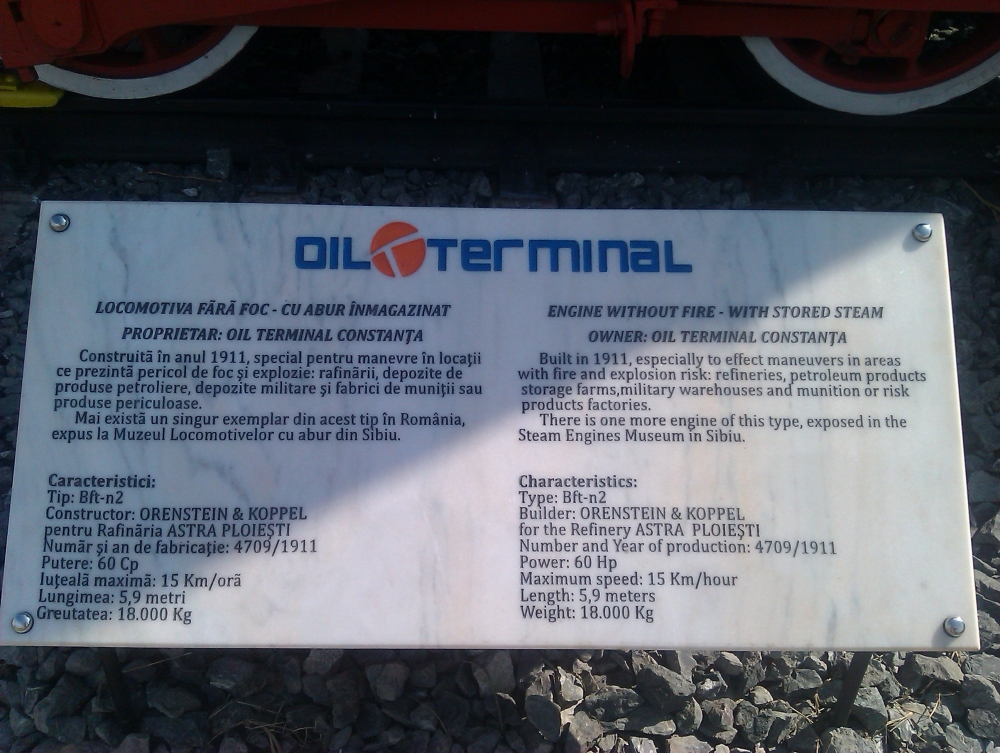 OIL TERMINAL
LOCOMOTIVA FĂRĂ FOC - CU ABUR ÎNMAGAZINAT
PROPRIETAR: OIL TERMINAL CONSTANŢA
Construită în anul 1911, special pentru manevre în locaţii
ce prezintă pericol de foc şi explozie: rafinării, depozite de
produse petroliere, depozite militare şi fabrici de muniţii sau
produse periculoase.
Mai există un singur exemplar din acest tip în România,
expus la Muzeul Locomotivelor cu abur din Sibiu.
Caracteristici:
Tip: Bft-n2
Constructor: ORENSTEIN & KOPPEL
pentru Rafinăria ASTRA PLOIEŞTI
Număr şi an de fabricaţie: 4709/1911
Putere: 60 Cp
Iuţeală maximă: 15 Km/oră
Lungimea: 5,9 metri
Greutatea: 18.000 Kg
ENGINE WITHOUT FIRE - WITH STORED STEAM
OWNER: OIL TERMINAL CONSTANŢA
Built in 1911, especially to effect maneuvers in areas
with fire and explosion risk: refineries, petroleum products
storage farms,military warehouses and munition or risk
products factories.
There is one more engine of this type, exposed in the
Steam Engines Museum in Sibiu.
Characteristics:
Type: Bft-n2
Builder: ORENSTEIN & KOPPEL
for the Refinery ASTRA PLOIEŞTI
Number and Year of production: 4709/1911
Power: 60 Hp
Maximum speed: 15 Km/hour
Length: 5,9 meters
Weight: 18.000 Kg